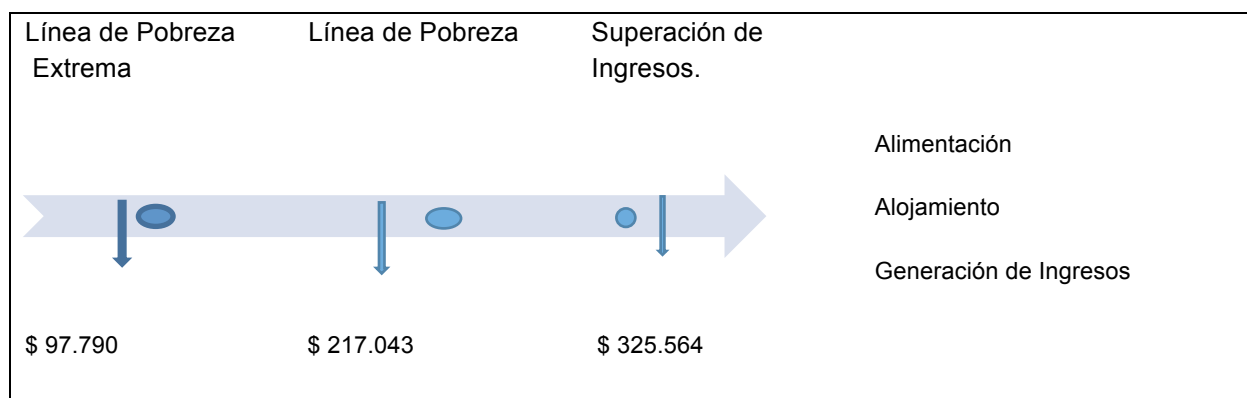 Línea de Pobreza Extrema
Línea de Pobreza
Superación de Ingresos.
Alimentación
Alojamiento
Generación de Ingresos
$ 97.790
$ 217.043
$ 325.564